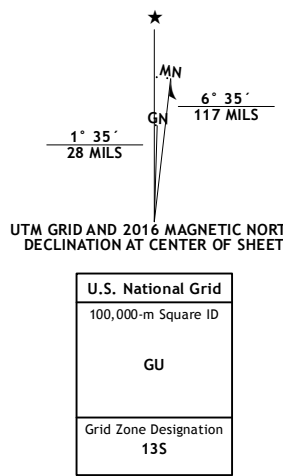 ★
MN
GN
6° 35´
117 MILS
1° 35´
28 MILS
UTM GRID AND 2016 MAGNETIC NORT
DECLINATION AT CENTER OF SHEET
U.S. National Grid
100,000-m Square ID
GU
Grid Zone Designation
13S